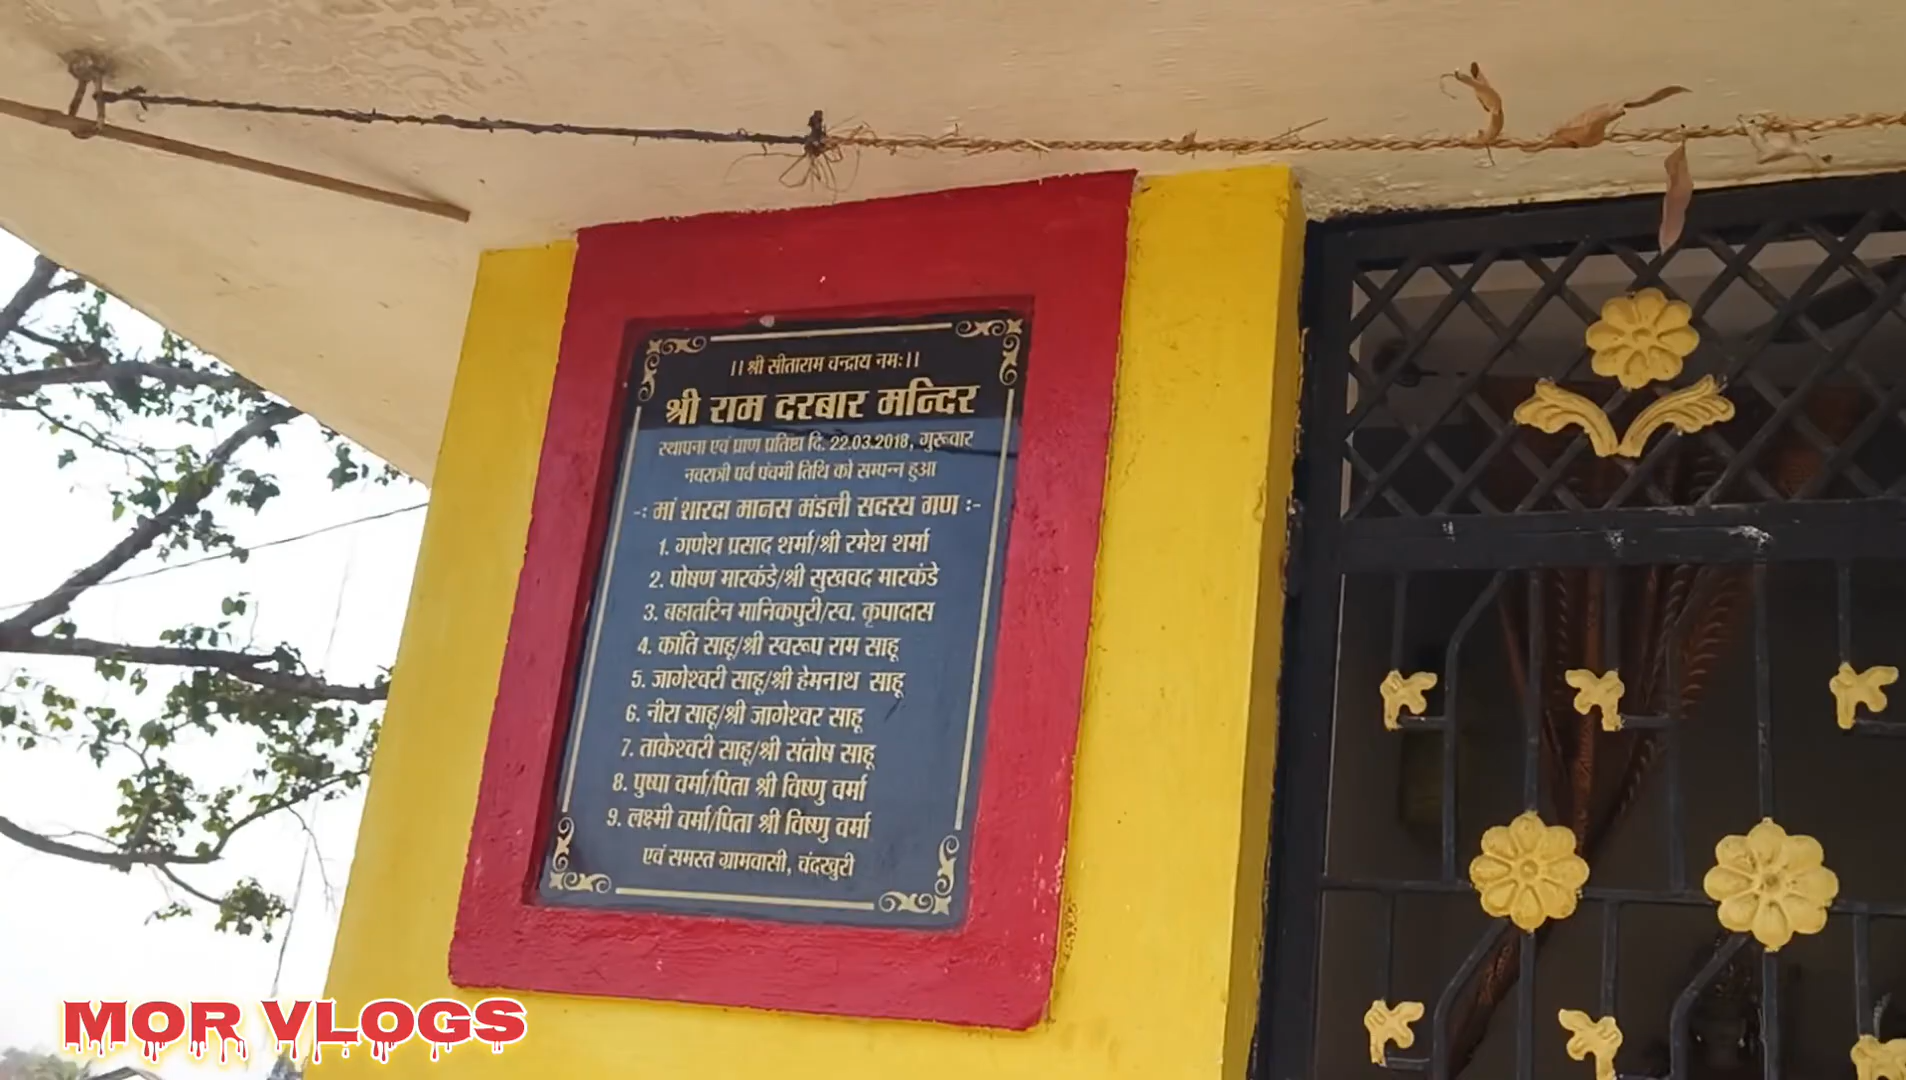 ।। श्री सीताराम चन्द्राय नमः।।
श्री राम दरबार मन्दिर
स्थापना एवं प्राण प्रतिष्ठा दि. 22.03.2018, गुरूवार
नवरात्री पर्व पंचमी तिथि को सम्पन्न हुआ
-: मां शारदा मानस मंडली सदस्य गण :-
1. गणेश प्रसाद शर्मा/श्री रमेश शर्मा
2. पोषण मारकंडे/श्री सुखचद मारकंडे
3. बहातरिन मानिकपुरी/स्व. कृपादास
4. कांति साहू/श्री स्वरूप राम साहू
5. जागेश्वरी साहू/श्री हेमनाथ साहू
6. नीरा साहू/श्री जागेश्वर साहू
7. ताकेश्वरी साहू/श्री संतोष साहू
8. पुष्पा वर्मा/पिता श्री विष्णु वर्मा
9. लक्ष्मी वर्मा/पिता श्री विष्णु वर्मा
एवं समस्त ग्रामवासी, चंदखुरी
MOR VLOGS